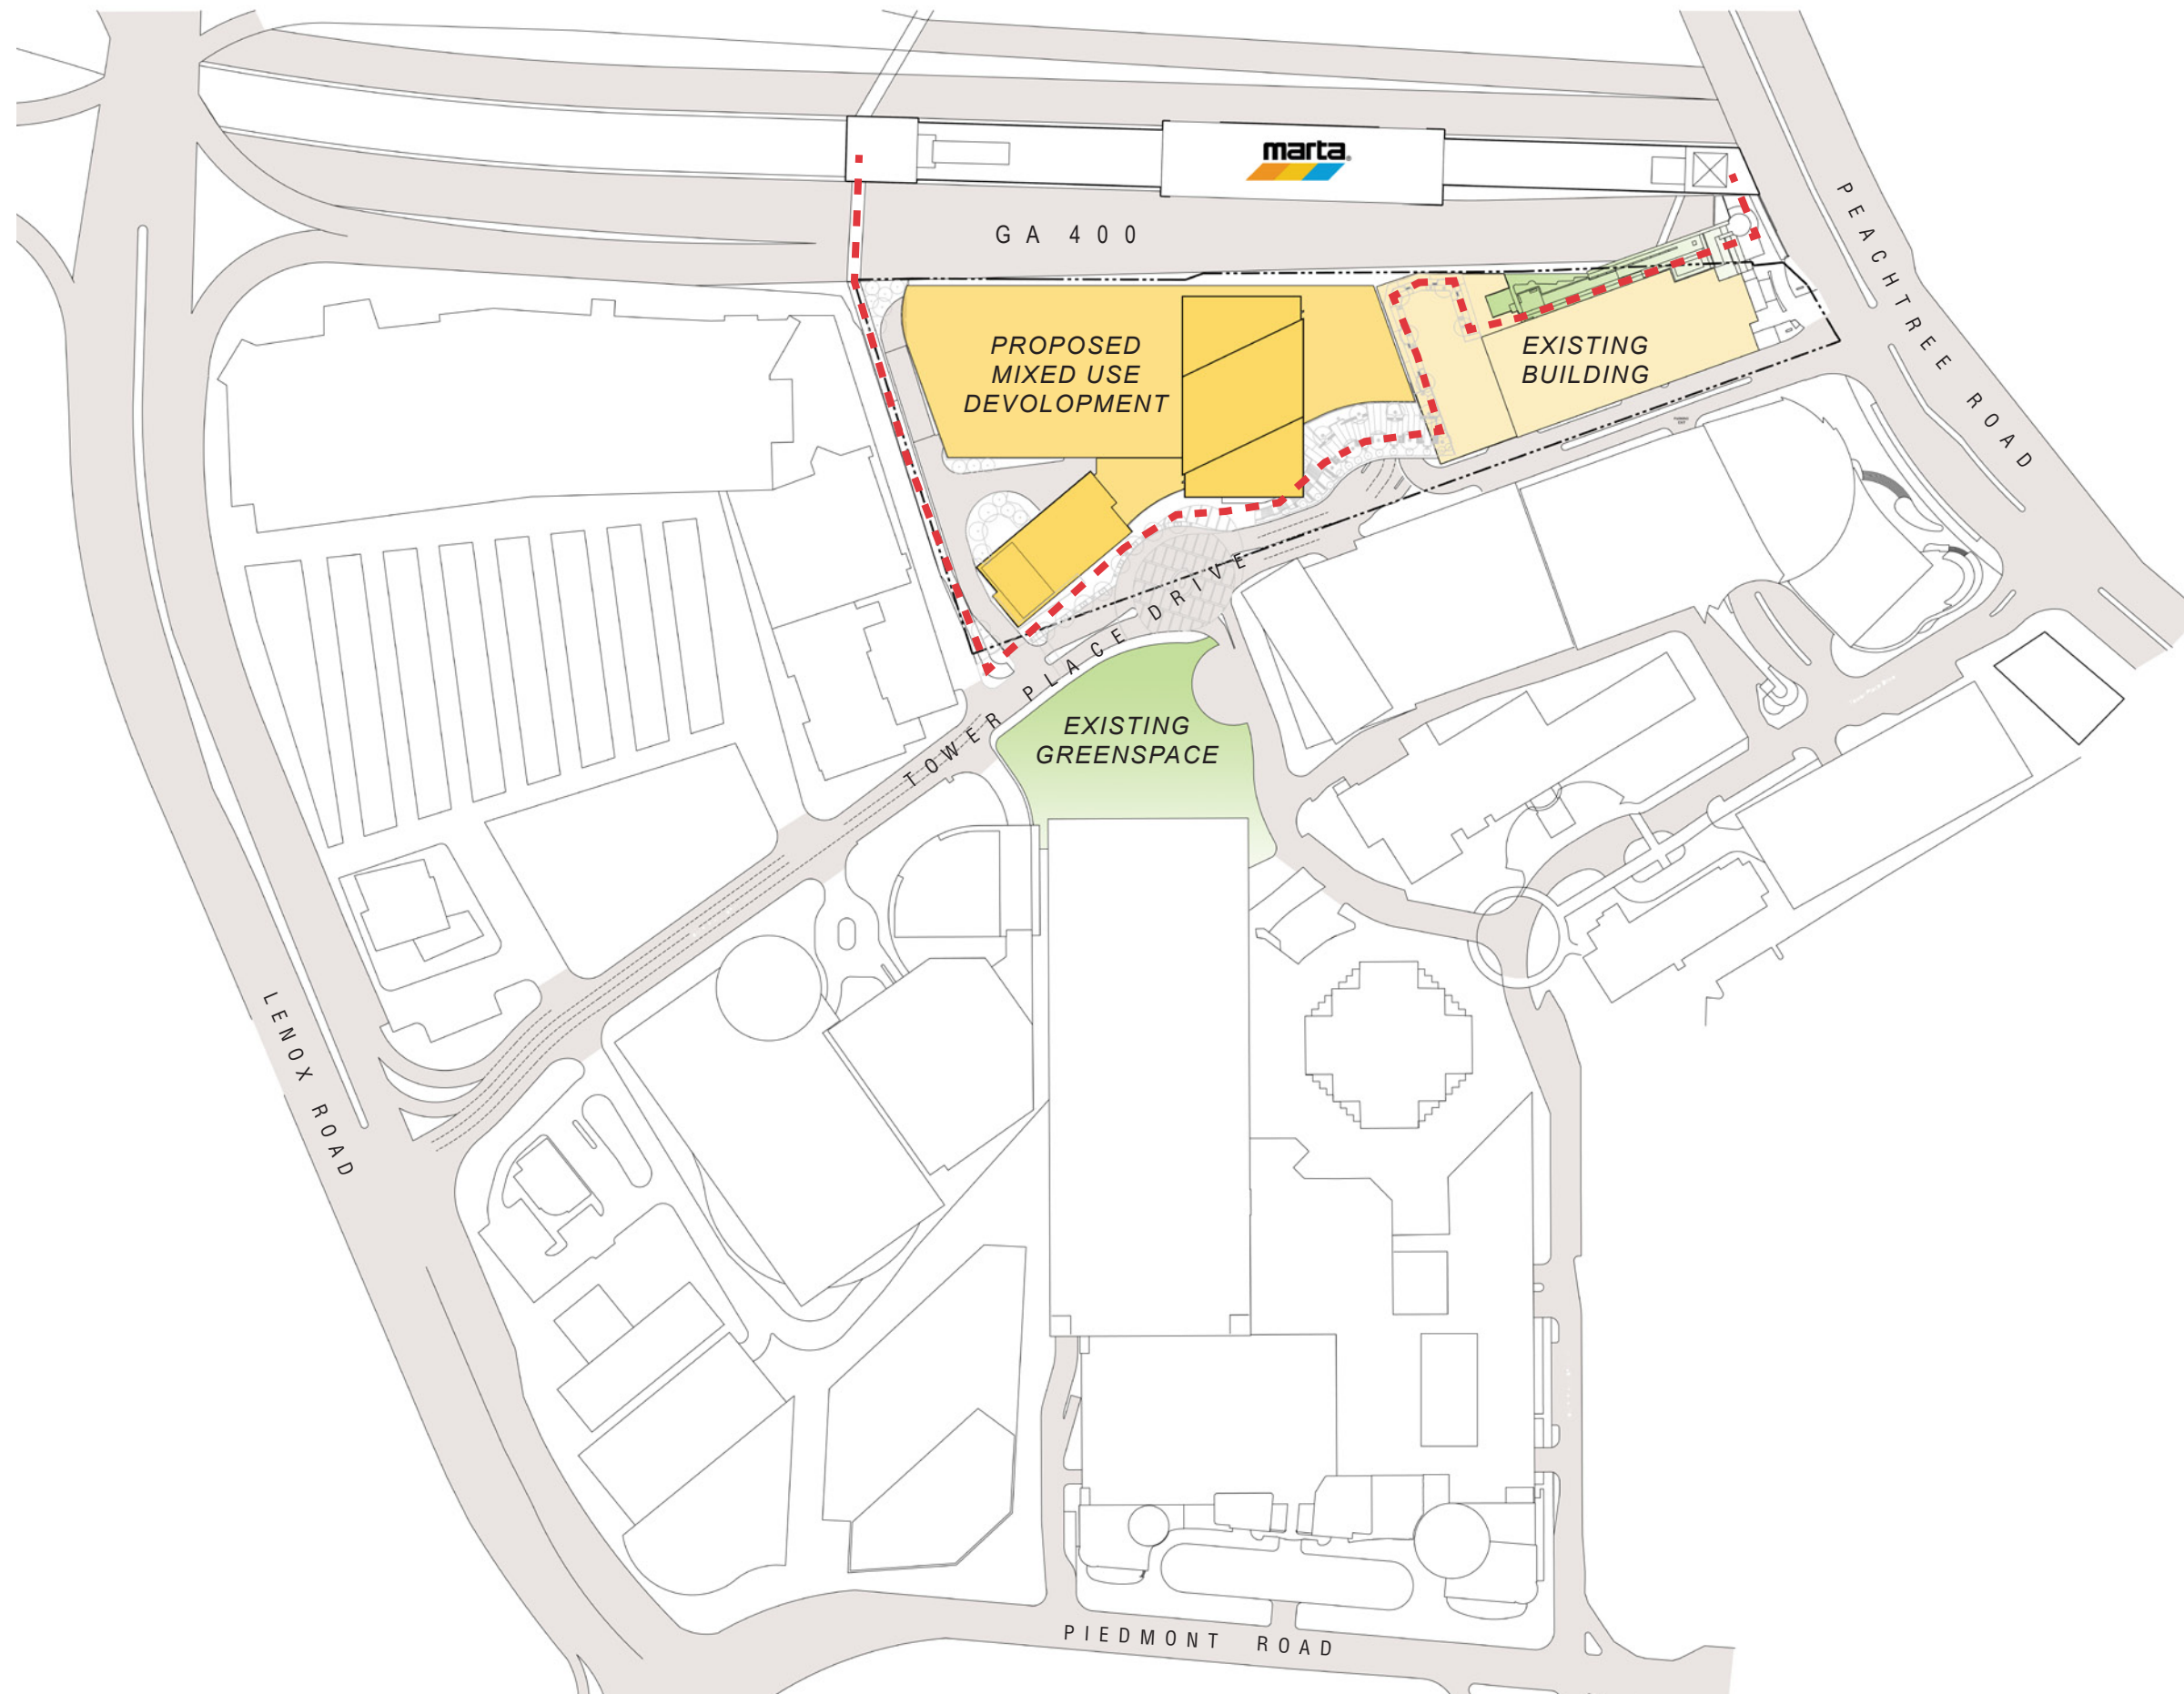 marta
GA 400
PEACHTREE ROAD
PROPOSED
MIXED USE
DEVOLOPMENT
EXISTING
BUILDING
TOWER PLACE DRIVE
EXISTING
GREENSPACE
LENOX ROAD
PIEDMONT ROAD